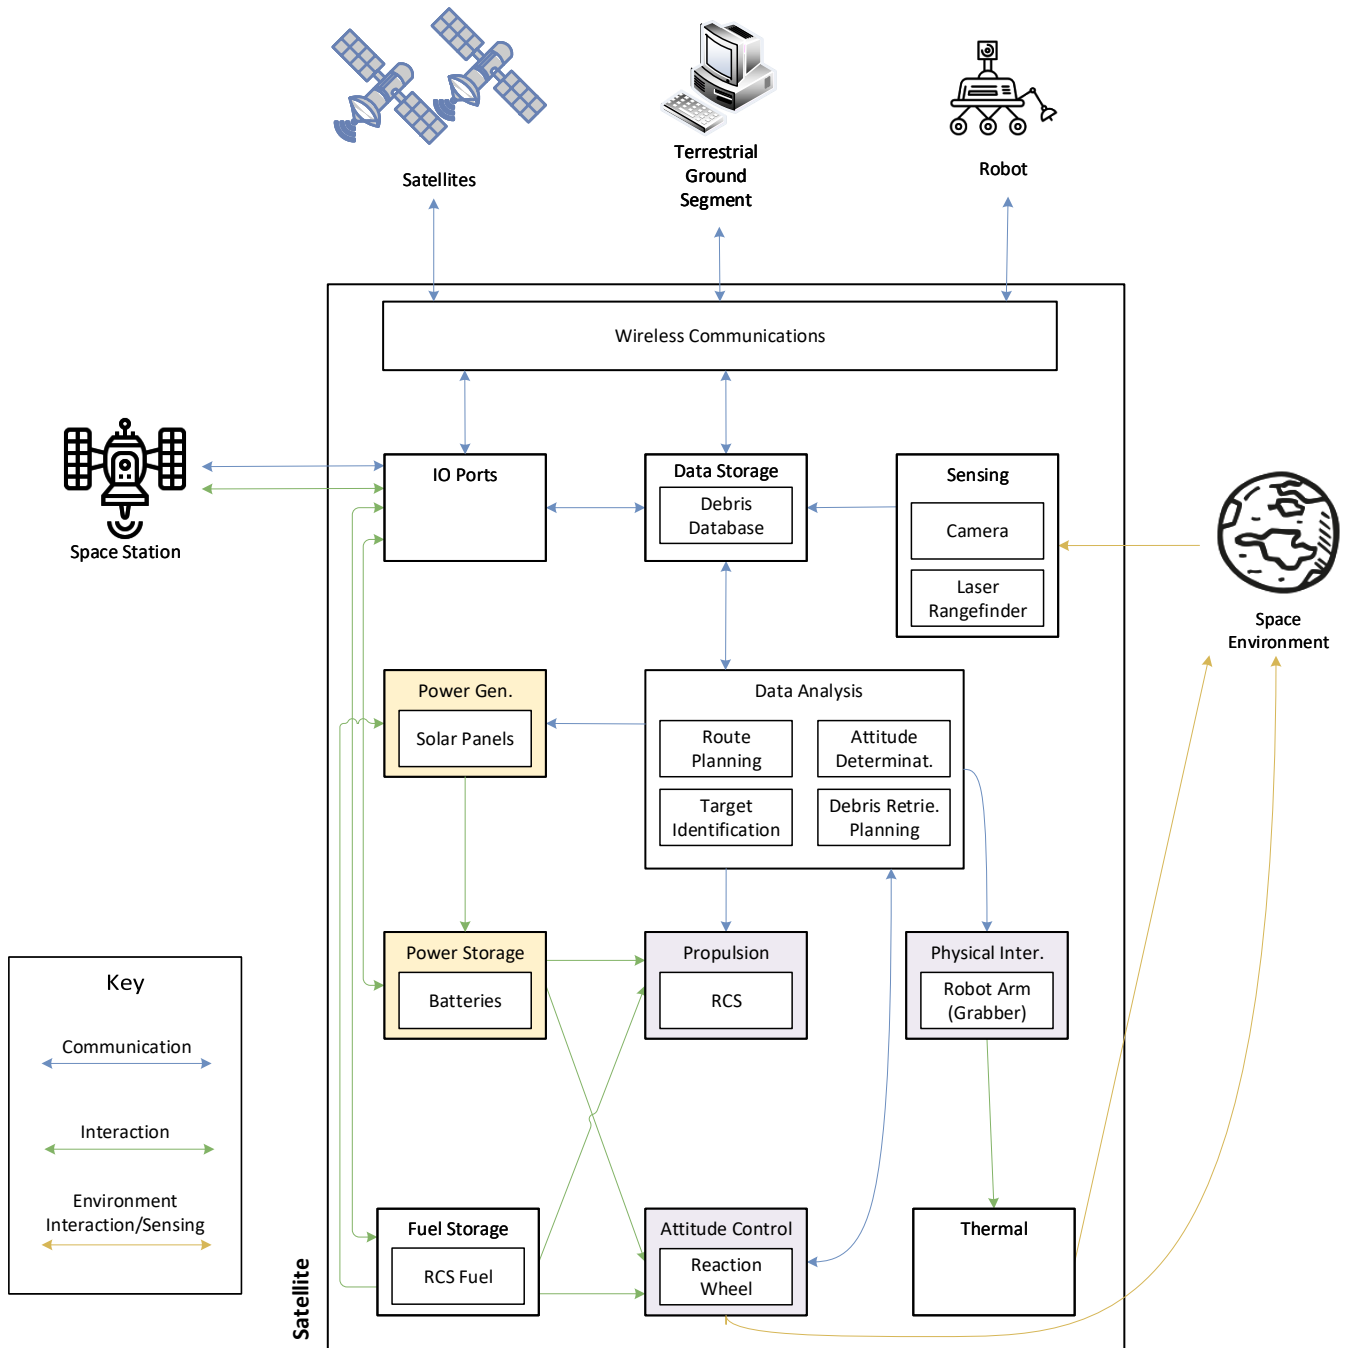 Satellites
Terrestrial
Ground
Segment
Robot
Wireless Communications
Space Station
IO Ports
Data Storage
Debris
Database
Sensing
Camera
Laser
Rangefinder
Space
Environment
Power Gen.
Solar Panels
Data Analysis
Route
Planning
Attitude
Determinat.
Target
Identification
Debris Retrie.
Planning
Power Storage
Batteries
Propulsion
RCS
Physical Inter.
Robot Arm
(Grabber)
Key
Communication
Interaction
Environment
Interaction/Sensing
Fuel Storage
RCS Fuel
Attitude Control
Reaction
Wheel
Thermal
Satellite